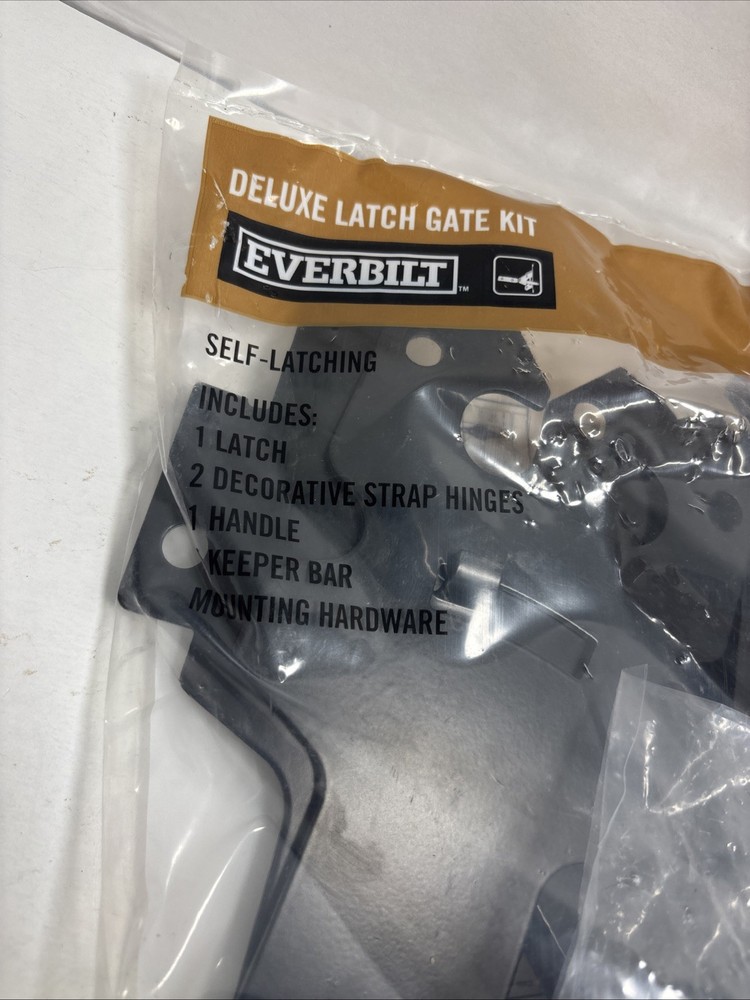 DELUXE LATCH GATE KIT
EVERBILT™
SELF-LATCHING
INCLUDES:
1 LATCH
2 DECORATIVE STRAP HINGES
1 HANDLE
KEEPER BAR
MOUNTING HARDWARE